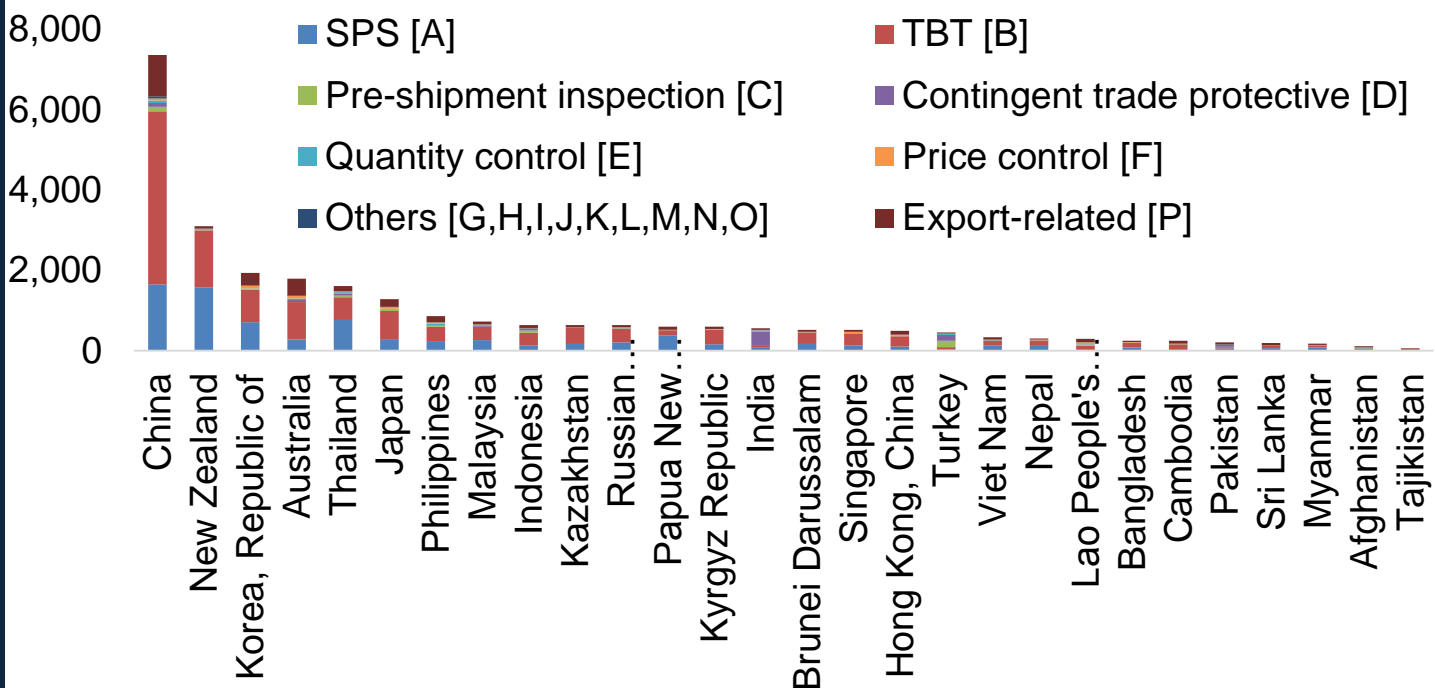 8,000
6,000
4,000
2,000
0
SPS [A]
TBT [B]
Pre-shipment inspection [C]
Contingent trade protective [D]
Quantity control [E]
Price control [F]
Others [G,H,I,J,K,L,M,N,O]
Export-related [P]
China
New Zealand
Korea, Republic of
Australia
Thailand
Japan
Philippines
Malaysia
Indonesia
Kazakhstan
Russian…
Papua New…
Kyrgyz Republic
India
Brunei Darussalam
Singapore
Hong Kong, China
Turkey
Viet Nam
Nepal
Lao People's…
Bangladesh
Cambodia
Pakistan
Sri Lanka
Myanmar
Afghanistan
Tajikistan